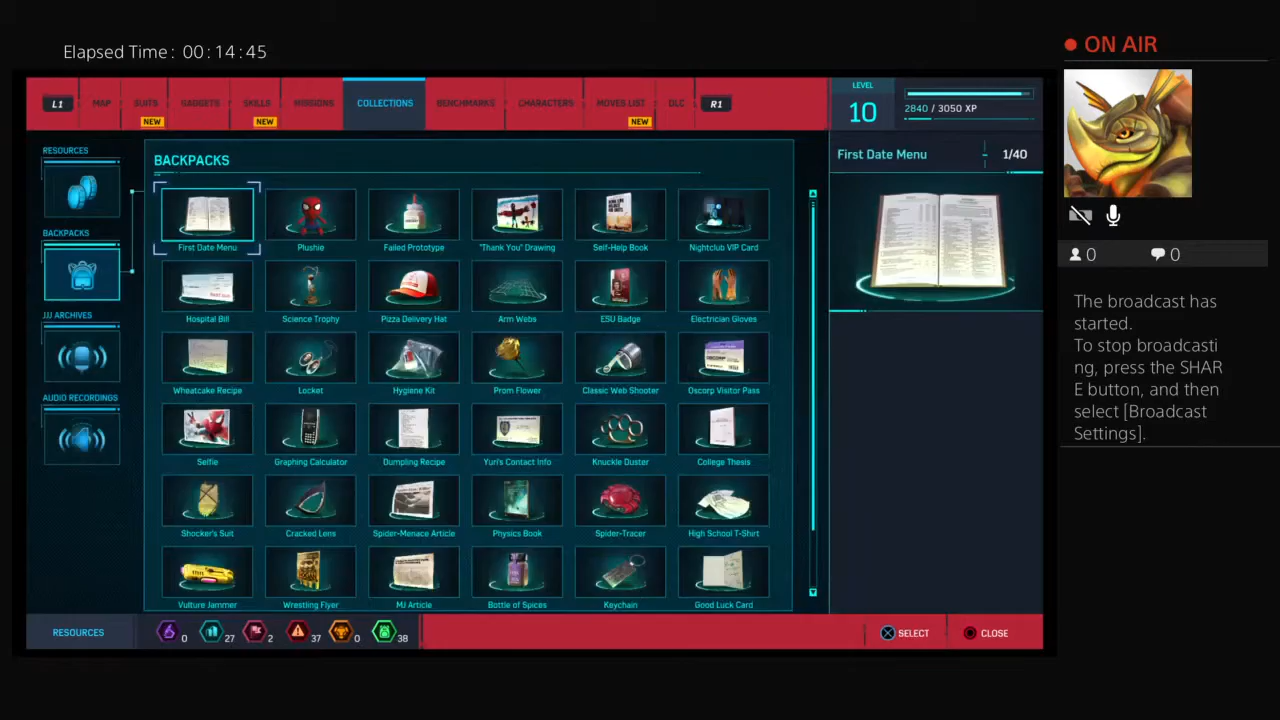 Elapsed Time: 00:14:45
ON AIR
L1 MAP SUITS GADGETS SKILLS MISSIONS COLLECTIONS BENCHMARKS CHARACTERS MOVES LIST DLC R1
NEW NEW NEW
LEVEL
10
2840 / 3050 XP
RESOURCES
BACKPACKS
JJJ ARCHIVES
AUDIO RECORDINGS
BACKPACKS
First Date Menu Plushie Failed Prototype "Thank You" Drawing Self-Help Book Nightclub VIP Card
Hospital Bill Science Trophy Pizza Delivery Hat Arm Webs ESU Badge Electrician Gloves
Wheatcake Recipe Locket Hygiene Kit Prom Flower Classic Web Shooter Oscorp Visitor Pass
Selfie Graphing Calculator Dumpling Recipe Yuri's Contact Info Knuckle Duster College Thesis
Shocker's Suit Cracked Lens Spider-Menace Article Physics Book Spider-Tracer High School T-Shirt
Vulture Jammer Wrestling Flyer MJ Article Bottle of Spices Keychain Good Luck Card
First Date Menu 1/40
RESOURCES 0 27 2 37 0 38
SELECT CLOSE
0 0
The broadcast has
started.
To stop broadcasti
ng, press the SHAR
E button, and then
select [Broadcast
Settings].